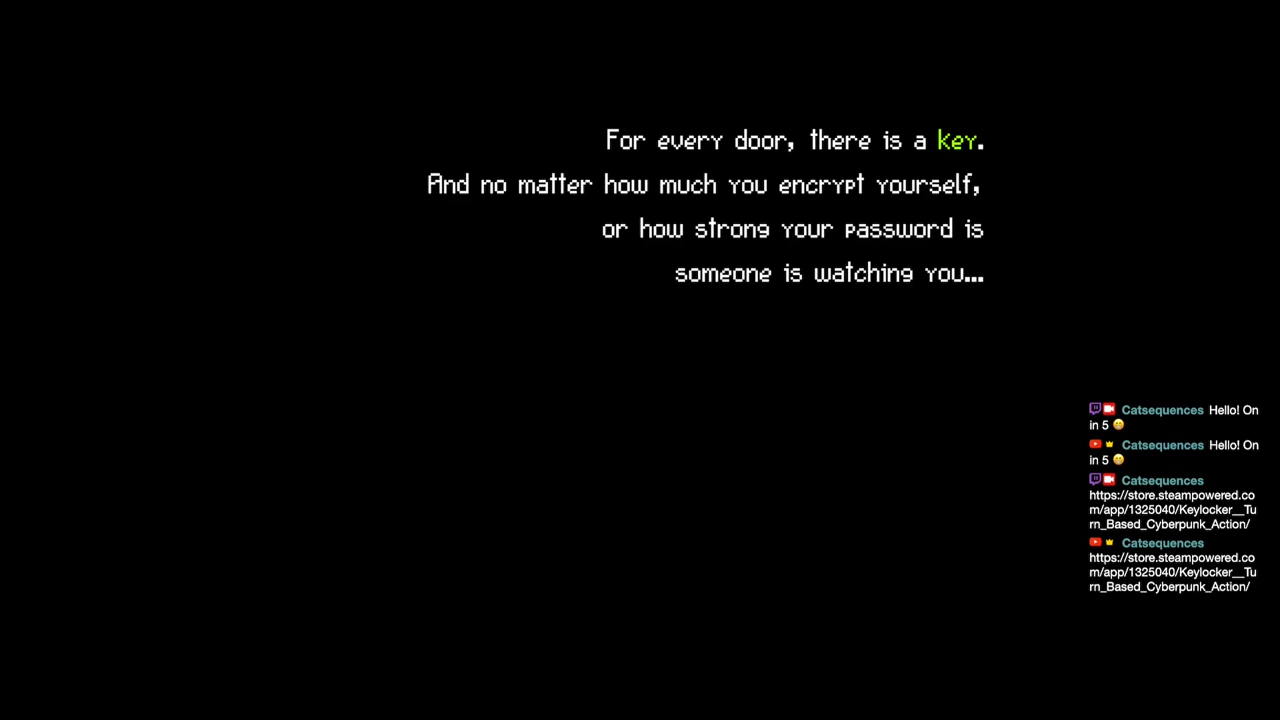 For every door, there is a key.
And no matter how much you encrypt yourself,
or how strong your password is
someone is watching you...
Catsequences Hello! On
in 5 😁
Catsequences Hello! On
in 5 😁
Catsequences
https://store.steampowered.co
m/app/1325040/Keylocker__Tu
rn_Based_Cyberpunk_Action/
Catsequences
https://store.steampowered.co
m/app/1325040/Keylocker__Tu
rn_Based_Cyberpunk_Action/